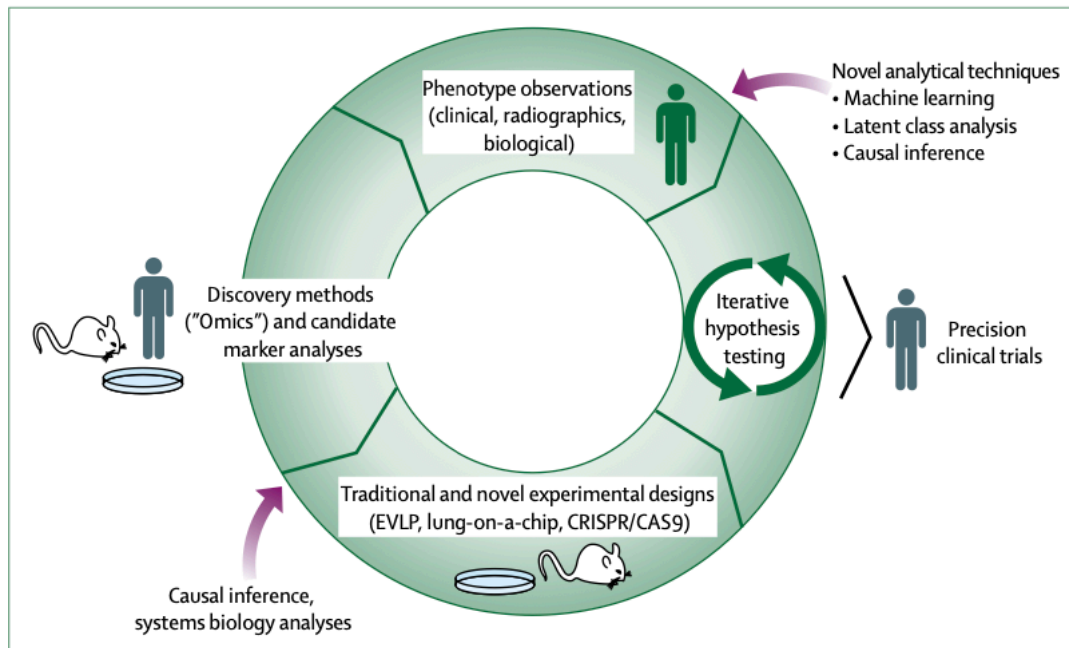 Phenotype observations
(clinical, radiographics,
biological)
Novel analytical techniques
• Machine learning
• Latent class analysis
• Causal inference
Discovery methods
("Omics") and candidate
marker analyses
Iterative
hypothesis
testing
Precision
clinical trials
Traditional and novel experimental designs
(EVLP, lung-on-a-chip, CRISPR/CAS9)
Causal inference,
systems biology analyses